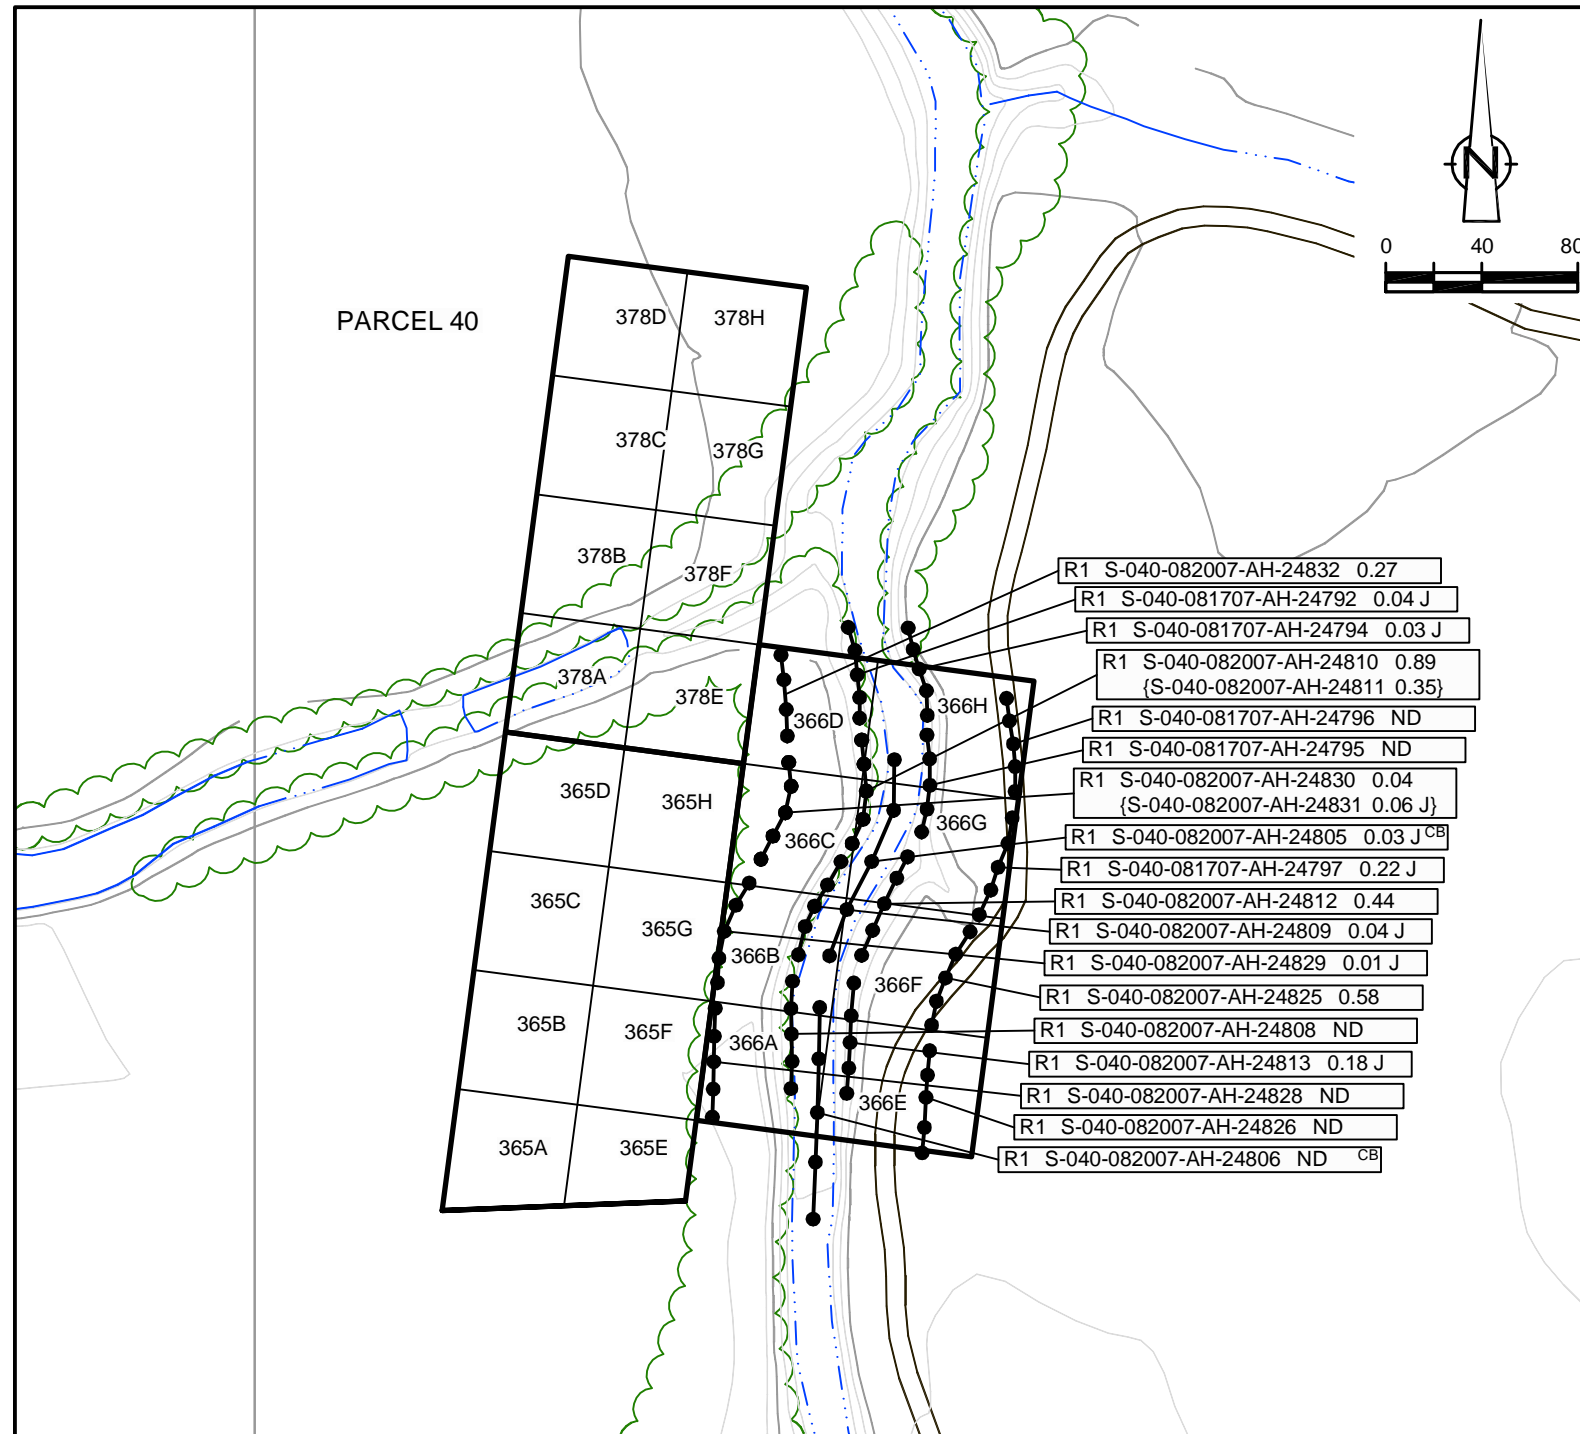 N
0 40 80
PARCEL 40
378D 378H
378C 378G
378B 378F
378A 378E
365D 365H
365C 365G
365B 365F
365A 365E
366D 366H
366C 366G
366B 366F
366A 366E
R1 S-040-082007-AH-24832 0.27
R1 S-040-081707-AH-24792 0.04 J
R1 S-040-081707-AH-24794 0.03 J
R1 S-040-082007-AH-24810 0.89
{S-040-082007-AH-24811 0.35}
R1 S-040-081707-AH-24796 ND
R1 S-040-081707-AH-24795 ND
R1 S-040-082007-AH-24830 0.04
{S-040-082007-AH-24831 0.06 J}
R1 S-040-082007-AH-24805 0.03 J CB
R1 S-040-081707-AH-24797 0.22 J
R1 S-040-082007-AH-24812 0.44
R1 S-040-082007-AH-24809 0.04 J
R1 S-040-082007-AH-24829 0.01 J
R1 S-040-082007-AH-24825 0.58
R1 S-040-082007-AH-24808 ND
R1 S-040-082007-AH-24813 0.18 J
R1 S-040-082007-AH-24828 ND
R1 S-040-082007-AH-24826 ND
R1 S-040-082007-AH-24806 ND CB